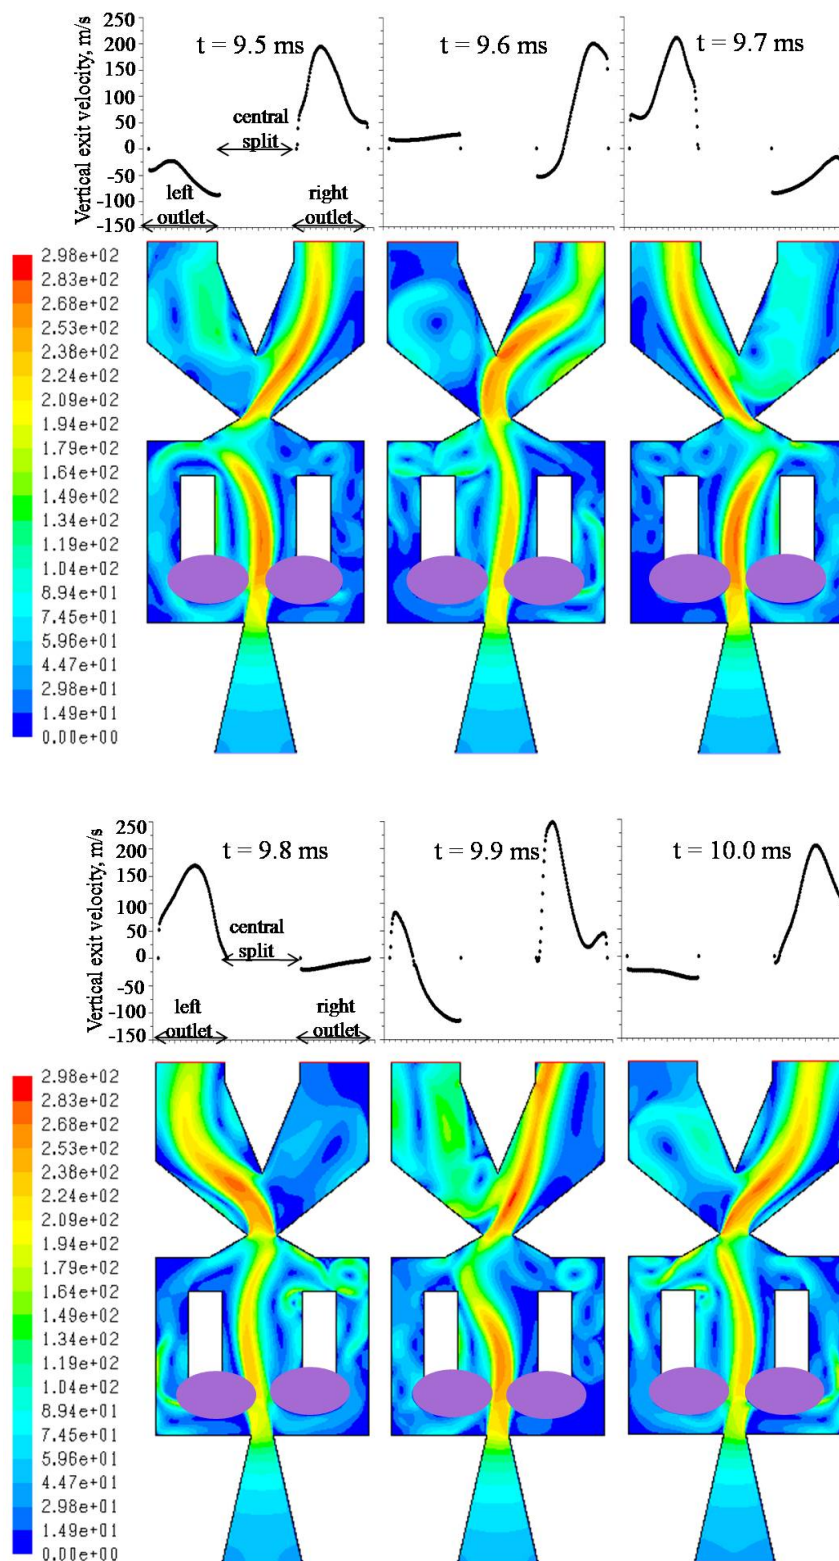 Vertical exit velocity, m/s
250
200
150
100
50
0
-50
-100
-150
t = 9.5 ms
t = 9.6 ms
t = 9.7 ms
central
split
left
outlet
right
outlet
2.98e+02
2.83e+02
2.68e+02
2.53e+02
2.38e+02
2.24e+02
2.09e+02
1.94e+02
1.79e+02
1.64e+02
1.49e+02
1.34e+02
1.19e+02
1.04e+02
8.94e+01
7.45e+01
5.96e+01
4.47e+01
2.98e+01
1.49e+01
0.00e+00
Vertical exit velocity, m/s
250
200
150
100
50
0
-50
-100
-150
t = 9.8 ms
t = 9.9 ms
t = 10.0 ms
central
split
left
outlet
right
outlet
2.98e+02
2.83e+02
2.68e+02
2.53e+02
2.38e+02
2.24e+02
2.09e+02
1.94e+02
1.79e+02
1.64e+02
1.49e+02
1.34e+02
1.19e+02
1.04e+02
8.94e+01
7.45e+01
5.96e+01
4.47e+01
2.98e+01
1.49e+01
0.00e+00